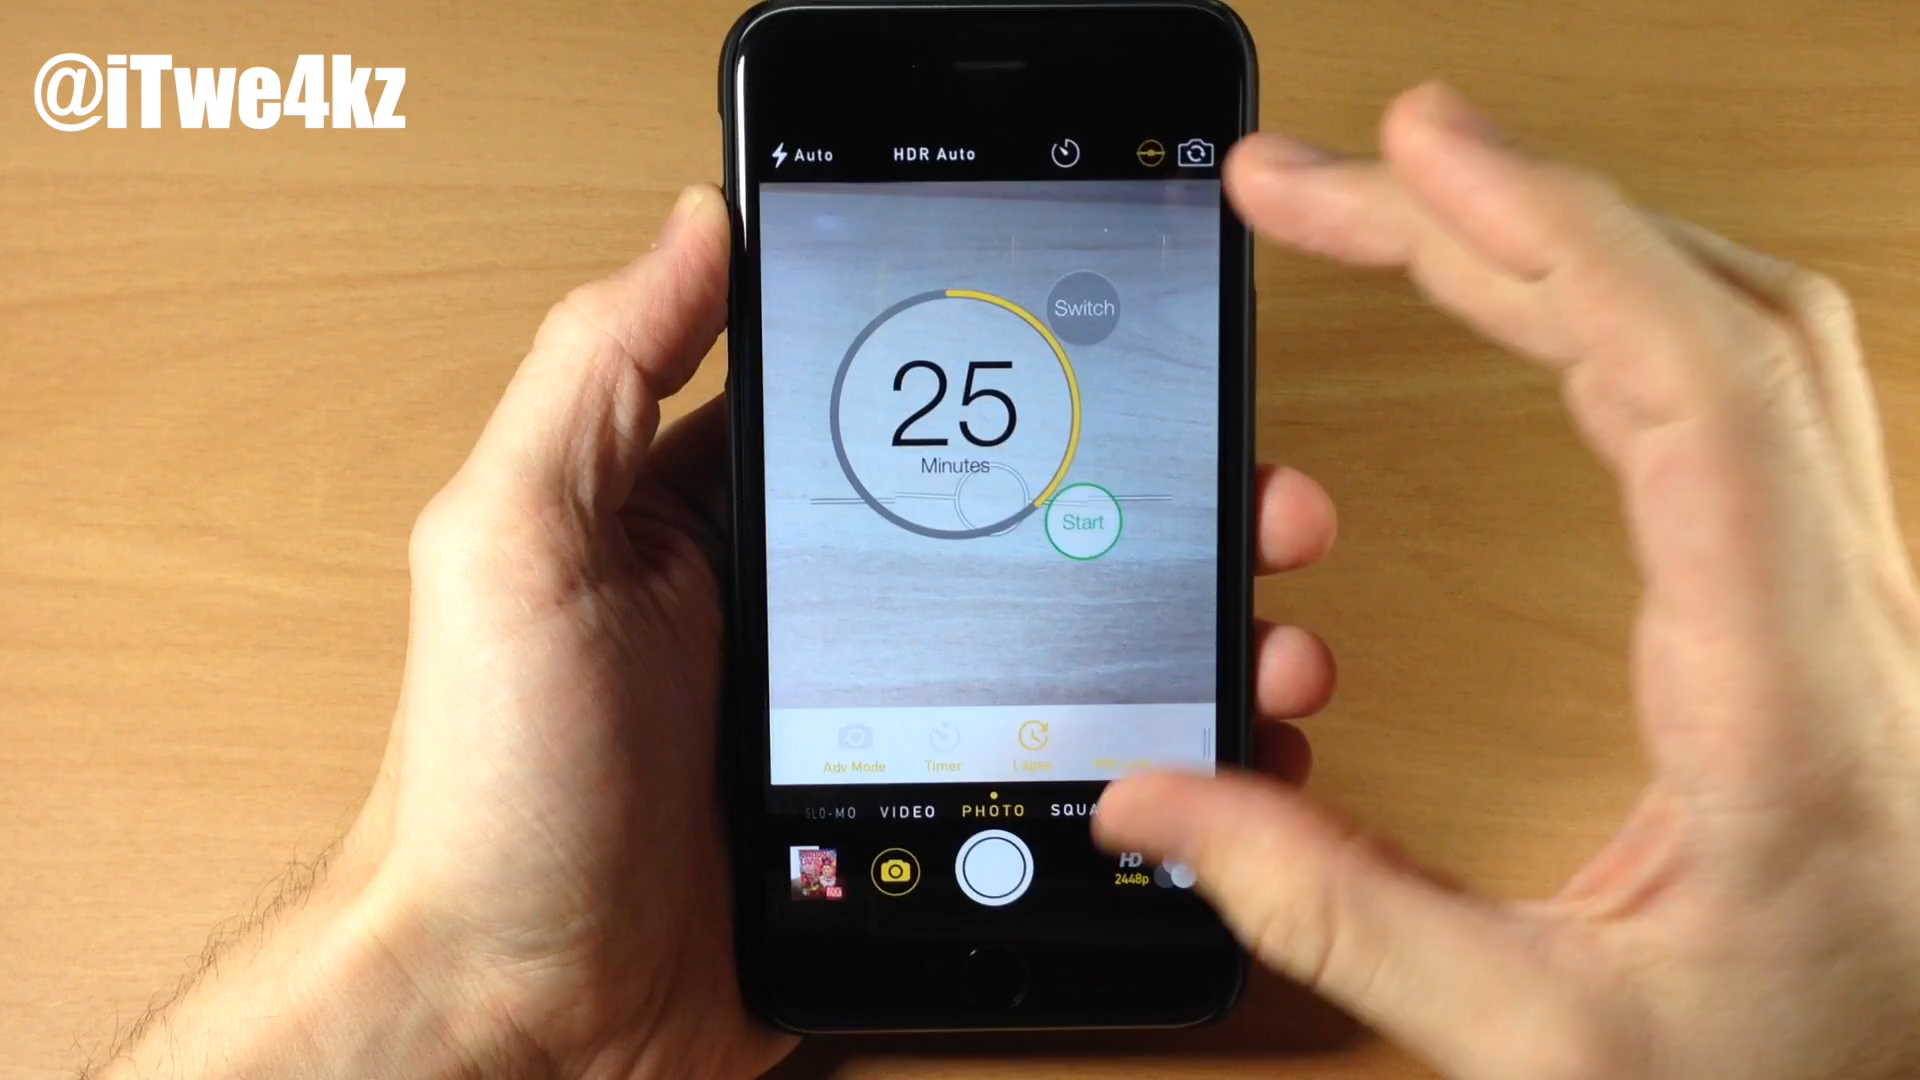 @iTwe4kz
Auto HDR Auto
Switch
25
Minutes
Start
Adv Mode Timer Lapse
SLO-MO VIDEO PHOTO SQUA
HD
2448p